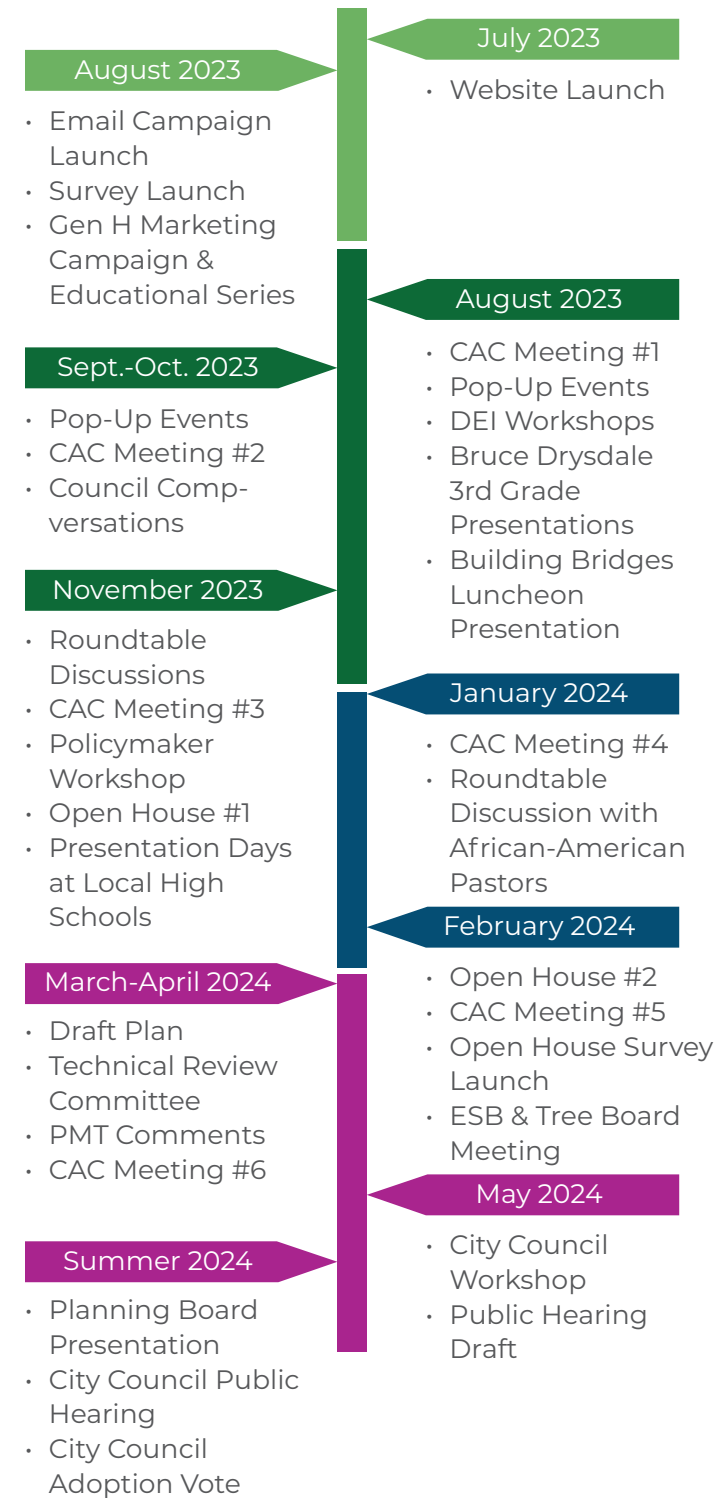 July 2023
• Website Launch
August 2023
• Email Campaign
Launch
• Survey Launch
• Gen H Marketing
Campaign &
Educational Series
August 2023
• CAC Meeting #1
• Pop-Up Events
• DEI Workshops
• Bruce Drysdale
3rd Grade
Presentations
• Building Bridges
Luncheon
Presentation
Sept.-Oct. 2023
• Pop-Up Events
• CAC Meeting #2
• Council Comp-
versations
November 2023
• Roundtable
Discussions
• CAC Meeting #3
• Policymaker
Workshop
• Open House #1
• Presentation Days
at Local High
Schools
January 2024
• CAC Meeting #4
• Roundtable
Discussion with
African-American
Pastors
February 2024
• Open House #2
• CAC Meeting #5
• Open House Survey
Launch
• ESB & Tree Board
Meeting
March-April 2024
• Draft Plan
• Technical Review
Committee
• PMT Comments
• CAC Meeting #6
May 2024
• City Council
Workshop
• Public Hearing
Draft
Summer 2024
• Planning Board
Presentation
• City Council Public
Hearing
• City Council
Adoption Vote